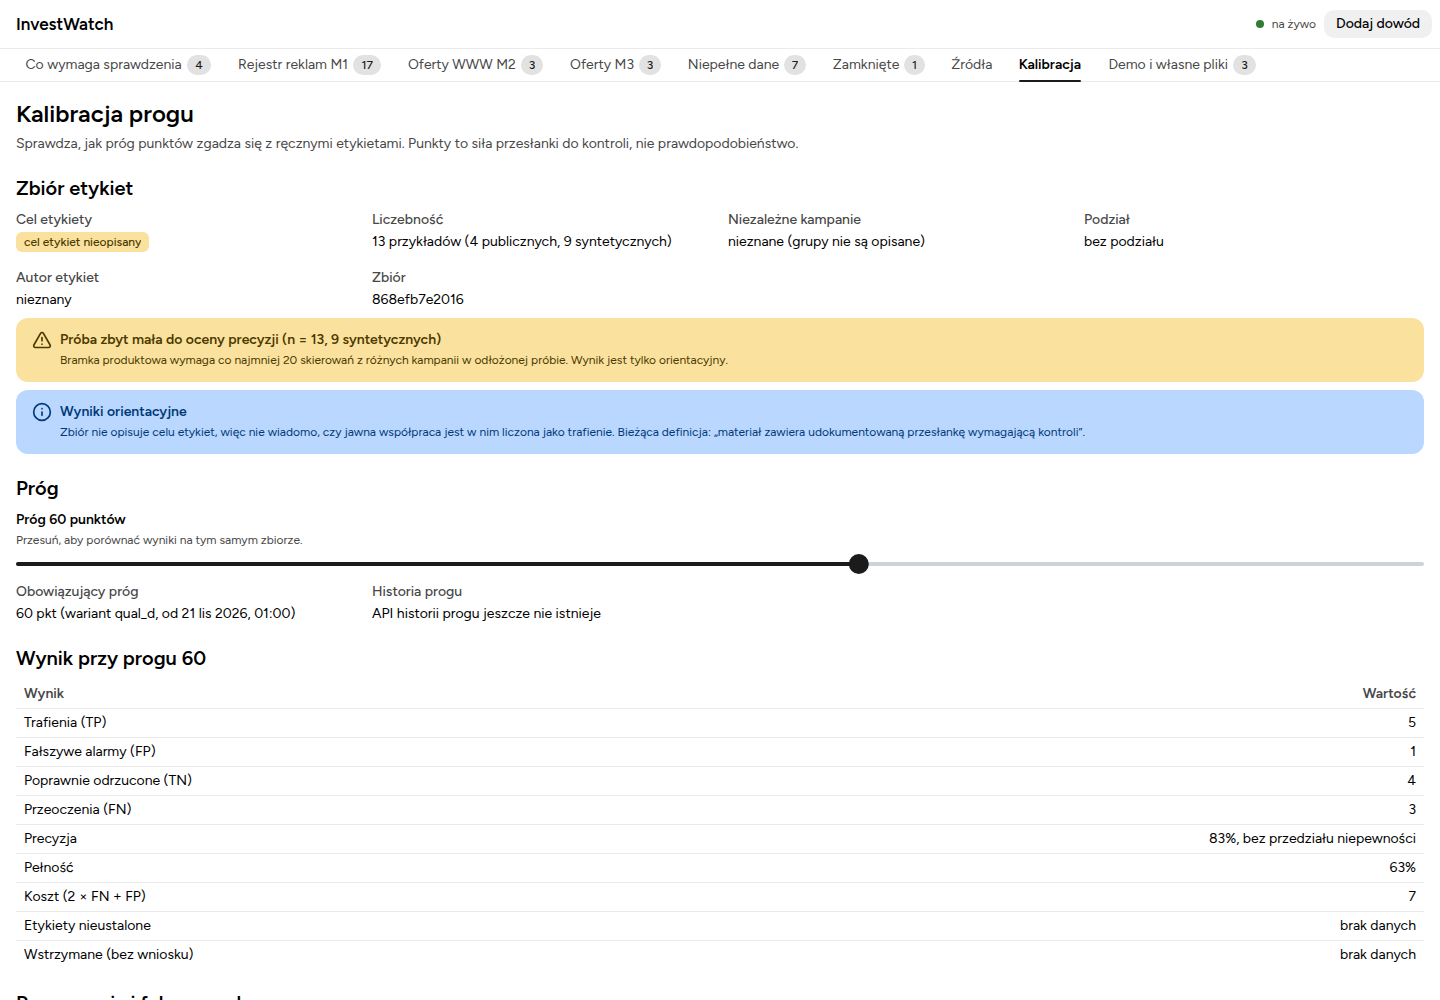 InvestWatch
na żywo
Dodaj dowód
Co wymaga sprawdzenia 4
Rejestr reklam M1 17
Oferty WWW M2 3
Oferty M3 3
Niepełne dane 7
Zamknięte 1
Źródła
Kalibracja
Demo i własne pliki 3
Kalibracja progu
Sprawdza, jak próg punktów zgadza się z ręcznymi etykietami. Punkty to siła przesłanki do kontroli, nie prawdopodobieństwo.
Zbiór etykiet
Cel etykiety
cel etykiet nieopisany
Liczebność
13 przykładów (4 publicznych, 9 syntetycznych)
Niezależne kampanie
nieznane (grupy nie są opisane)
Podział
bez podziału
Autor etykiet
nieznany
Zbiór
868efb7e2016
Próba zbyt mała do oceny precyzji (n = 13, 9 syntetycznych)
Bramka produktowa wymaga co najmniej 20 skierowań z różnych kampanii w odłożonej próbie. Wynik jest tylko orientacyjny.
Wyniki orientacyjne
Zbiór nie opisuje celu etykiet, więc nie wiadomo, czy jawna współpraca jest w nim liczona jako trafienie. Bieżąca definicja: „materiał zawiera udokumentowaną przesłankę wymagającą kontroli”.
Próg
Próg 60 punktów
Przesuń, aby porównać wyniki na tym samym zbiorze.
Obowiązujący próg
60 pkt (wariant qual_d, od 21 lis 2026, 01:00)
Historia progu
API historii progu jeszcze nie istnieje
Wynik przy progu 60
Wynik Wartość
Trafienia (TP) 5
Fałszywe alarmy (FP) 1
Poprawnie odrzucone (TN) 4
Przeoczenia (FN) 3
Precyzja 83%, bez przedziału niepewności
Pełność 63%
Koszt (2 × FN + FP) 7
Etykiety nieustalone brak danych
Wstrzymane (bez wniosku) brak danych